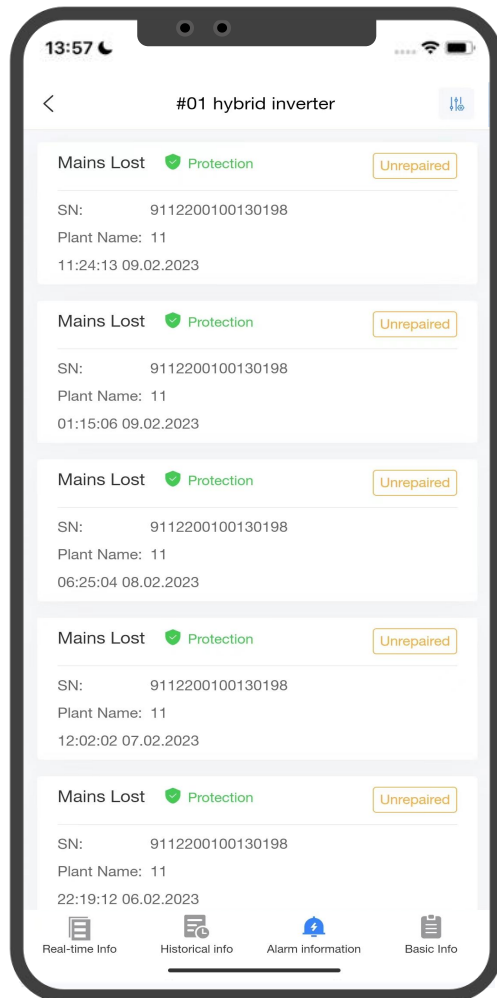 13:57
#01 hybrid inverter
Mains Lost Protection Unrepaired
SN: 9112200100130198
Plant Name: 11
11:24:13 09.02.2023
Mains Lost Protection Unrepaired
SN: 9112200100130198
Plant Name: 11
01:15:06 09.02.2023
Mains Lost Protection Unrepaired
SN: 9112200100130198
Plant Name: 11
06:25:04 08.02.2023
Mains Lost Protection Unrepaired
SN: 9112200100130198
Plant Name: 11
12:02:02 07.02.2023
Mains Lost Protection Unrepaired
SN: 9112200100130198
Plant Name: 11
22:19:12 06.02.2023
Real-time Info Historical info Alarm information Basic Info